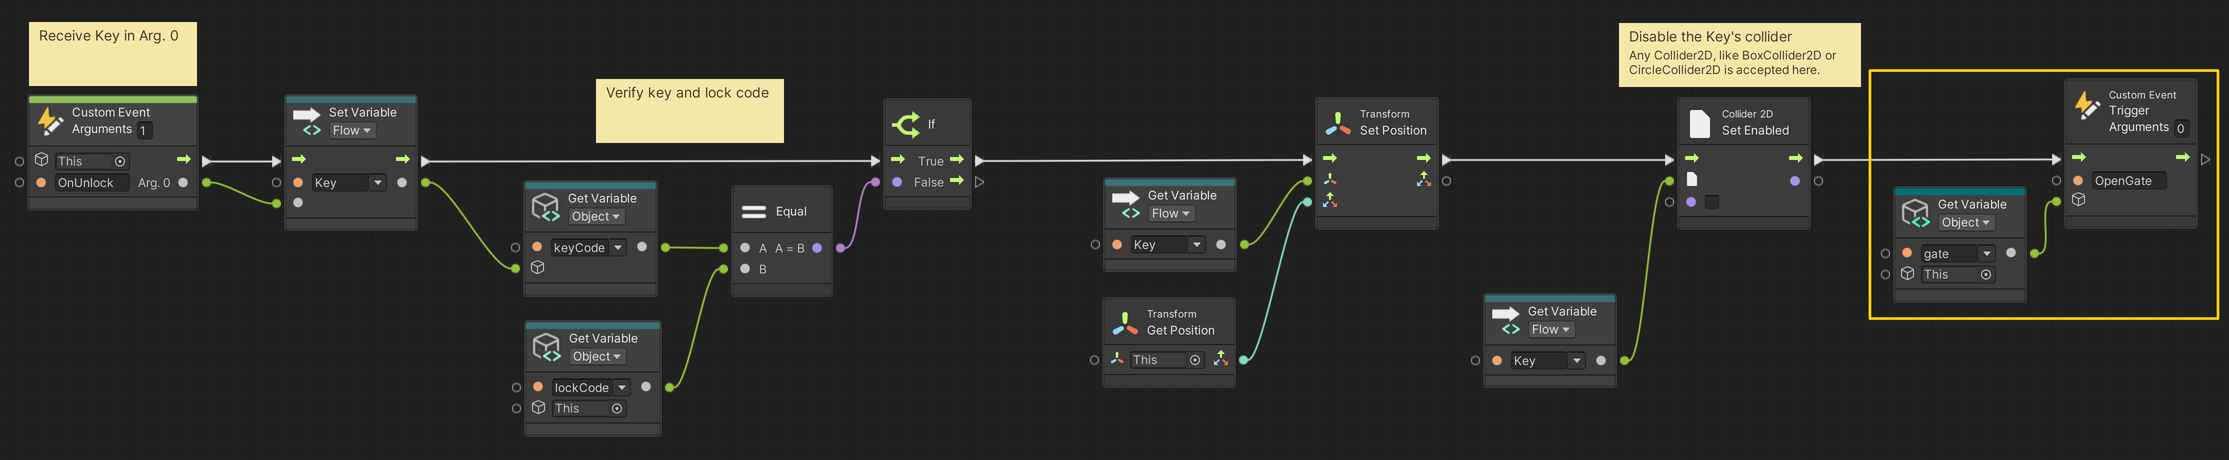 Receive Key in Arg. 0
Custom Event
Arguments 1
This
OnUnlock Arg. 0
Set Variable
Flow
Key
Verify key and lock code
Get Variable
Object
keyCode
Get Variable
Object
lockCode
This
Equal
A A = B
B
If
True
False
Get Variable
Flow
Key
Transform
Get Position
This
Transform
Set Position
Get Variable
Flow
Key
Disable the Key's collider
Any Collider2D, like BoxCollider2D or
CircleCollider2D is accepted here.
Collider 2D
Set Enabled
Get Variable
Object
gate
This
Custom Event
Trigger
Arguments 0
OpenGate